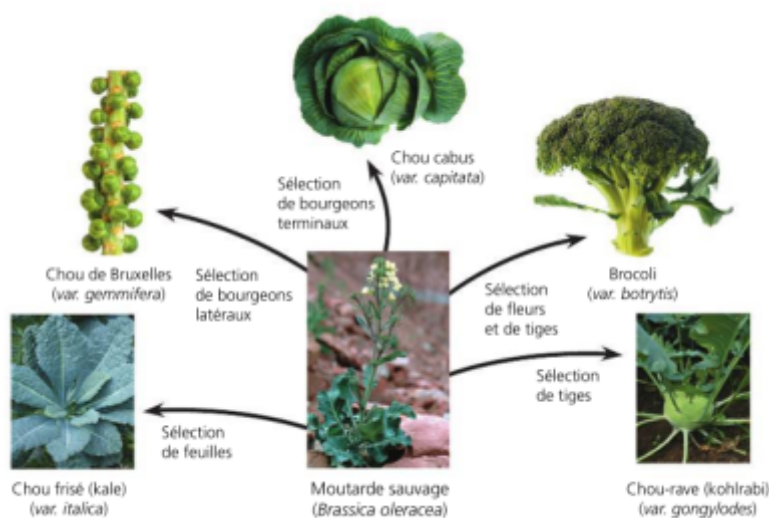 Chou cabus
(var. capitata)
Sélection
de bourgeons
terminaux
Chou de Bruxelles
(var. gemmifera)
Sélection
de bourgeons
latéraux
Brocoli
(var. botrytis)
Sélection
de fleurs
et de tiges
Sélection
de tiges
Sélection
de feuilles
Chou frisé (kale)
(var. italica)
Moutarde sauvage
(Brassica oleracea)
Chou-rave (kohlrabi)
(var. gongylodes)